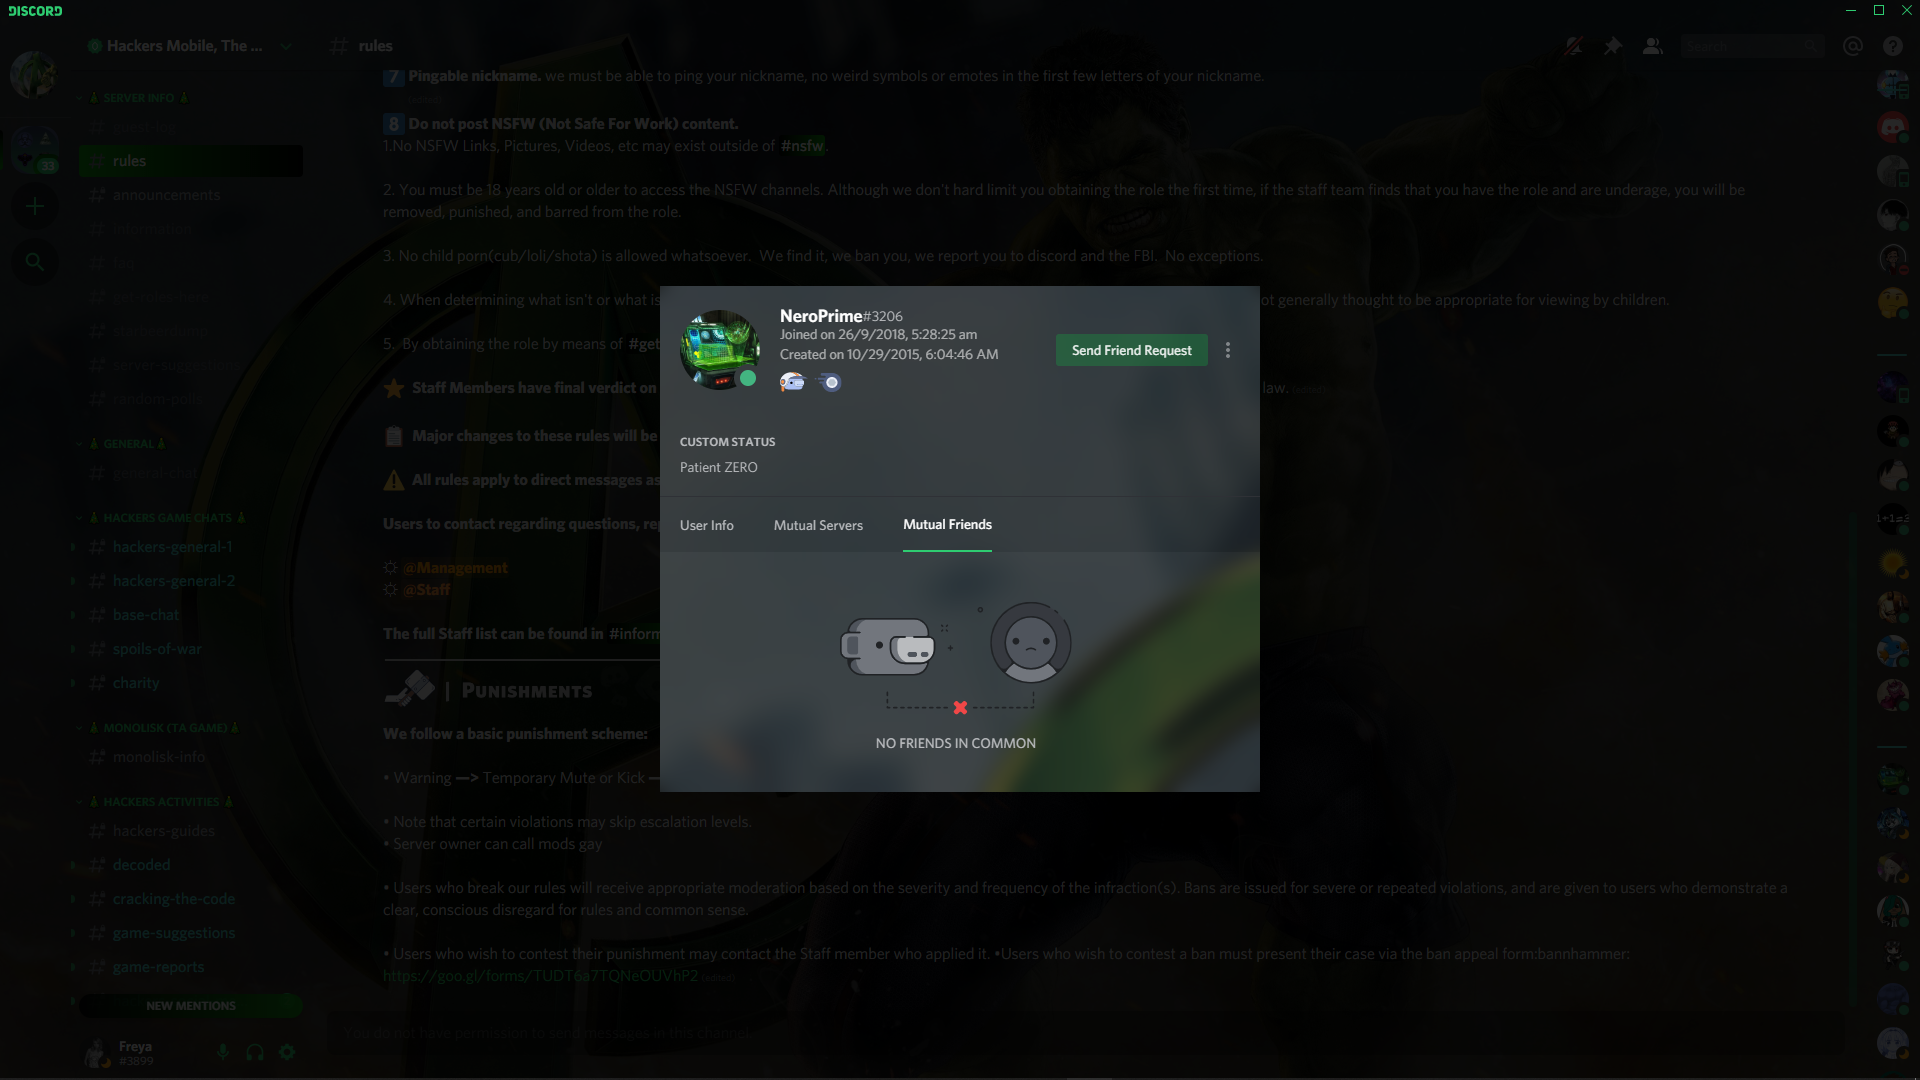 DISCORD
Hackers Mobile, The ...
rules
Search
SERVER INFO
guest-log
rules
announcements
information
faq
get-roles-here
server-suggestions
random-polls
GENERAL
general-chat
HACKERS GAME CHATS
hackers-general-1
hackers-general-2
base-chat
spoils-of-war
charity
MONOLISK (TA GAME)
monolisk-info
HACKERS ACTIVITIES
hackers-guides
decoded
cracking-the-code
game-suggestions
game-reports
NEW MENTIONS
Freya
#3899
33
7 Pingable nickname. we must be able to ping your nickname, no weird symbols or emotes in the first few letters of your nickname.
(edited)
8 Do not post NSFW (Not Safe For Work) content.
1.No NSFW Links, Pictures, Videos, etc may exist outside of #nsfw.
2. You must be 18 years old or older to access the NSFW channels. Although we don't hard limit you obtaining the role the first time, if the staff team finds that you have the role and are underage, you will be
removed, punished, and barred from the role.
3. No child porn(cub/loli/shota) is allowed whatsoever. We find it, we ban you, we report you to discord and the FBI. No exceptions.
4. When determining what isn't or what is
ot generally thought to be appropriate for viewing by children.
5. By obtaining the role by means of #get
Staff Members have final verdict on
law. (edited)
Major changes to these rules will be
All rules apply to direct messages as
Users to contact regarding questions, rep
@Management
@Staff
The full Staff list can be found in #inform
| PUNISHMENTS
We follow a basic punishment scheme:
• Warning —> Temporary Mute or Kick —
• Note that certain violations may skip escalation levels.
• Server owner can call mods gay
• Users who break our rules will receive appropriate moderation based on the severity and frequency of the infraction(s). Bans are issued for severe or repeated violations, and are given to users who demonstrate a
clear, conscious disregard for rules and common sense.
• Users who wish to contest their punishment may contact the Staff member who applied it. •Users who wish to contest a ban must present their case via the ban appeal form:bannhammer:
https://goo.gl/forms/TUDT6a7TQNeOUVhP2 (edited)
You do not have permission to send messages in this channel.
NeroPrime#3206
Joined on 26/9/2018, 5:28:25 am
Created on 10/29/2015, 6:04:46 AM
Send Friend Request
CUSTOM STATUS
Patient ZERO
User Info
Mutual Servers
Mutual Friends
NO FRIENDS IN COMMON